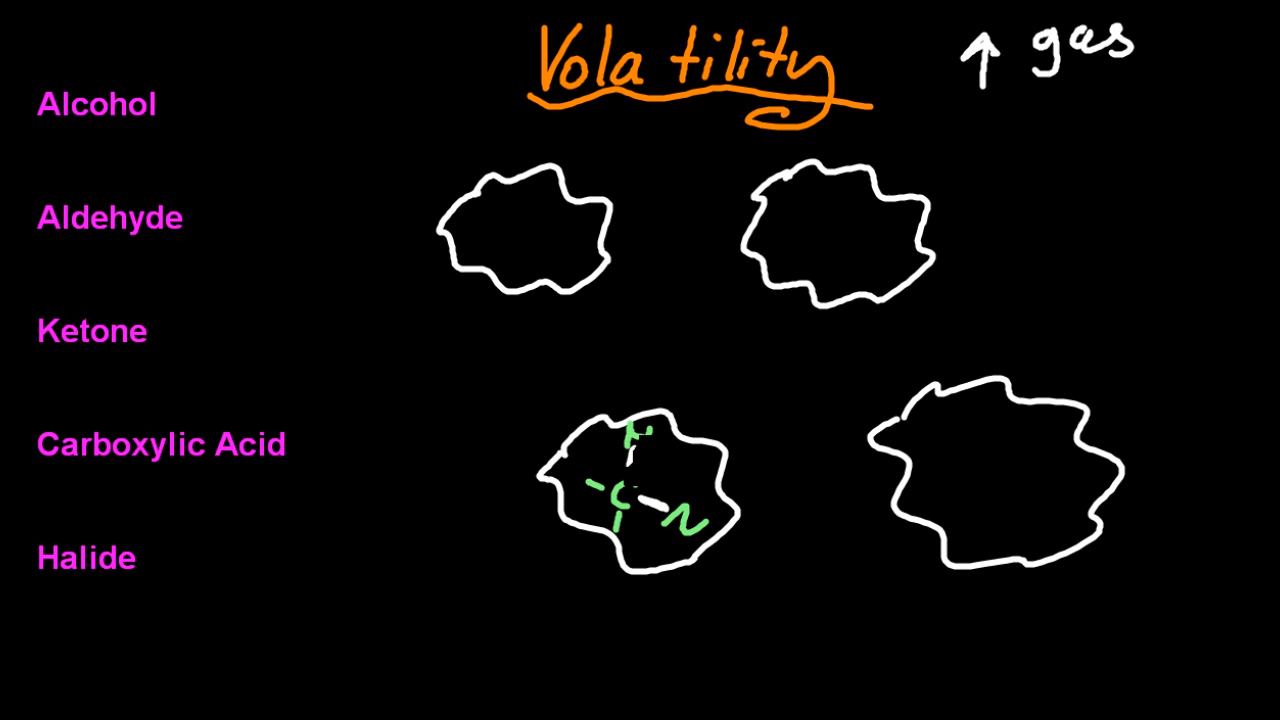 Volatility
↑ gas
Alcohol
Aldehyde
Ketone
Carboxylic Acid
Halide
F
C
N